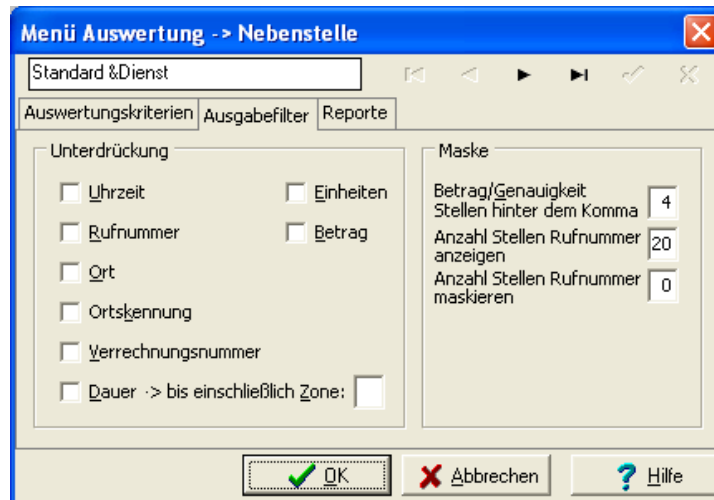 Menü Auswertung -> Nebenstelle
Standard &Dienst
Auswertungskriterien Ausgabefilter Reporte
Unterdrückung
Uhrzeit
Einheiten
Rufnummer
Betrag
Ort
Ortskennung
Verrechnungsnummer
Dauer -> bis einschließlich Zone:
Maske
Betrag/Genauigkeit
Stellen hinter dem Komma 4
Anzahl Stellen Rufnummer
anzeigen 20
Anzahl Stellen Rufnummer
maskieren 0
OK Abbrechen Hilfe